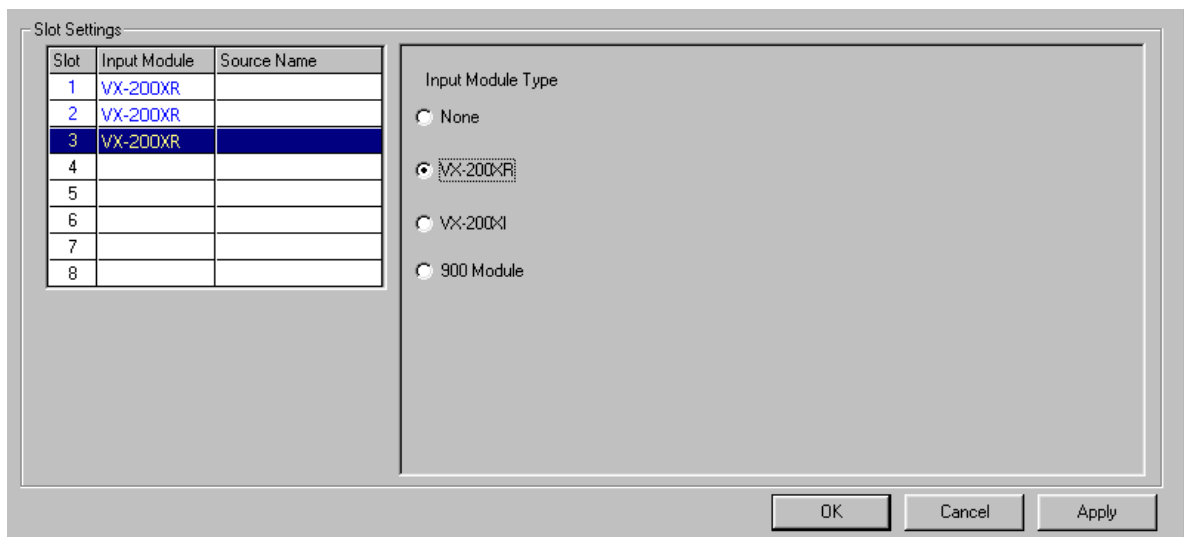 Slot Settings
Slot Input Module Source Name
1 VX-200XR
2 VX-200XR
3 VX-200XR
4
5
6
7
8
Input Module Type
None
VX-200XR
VX-200XI
900 Module
OK Cancel Apply